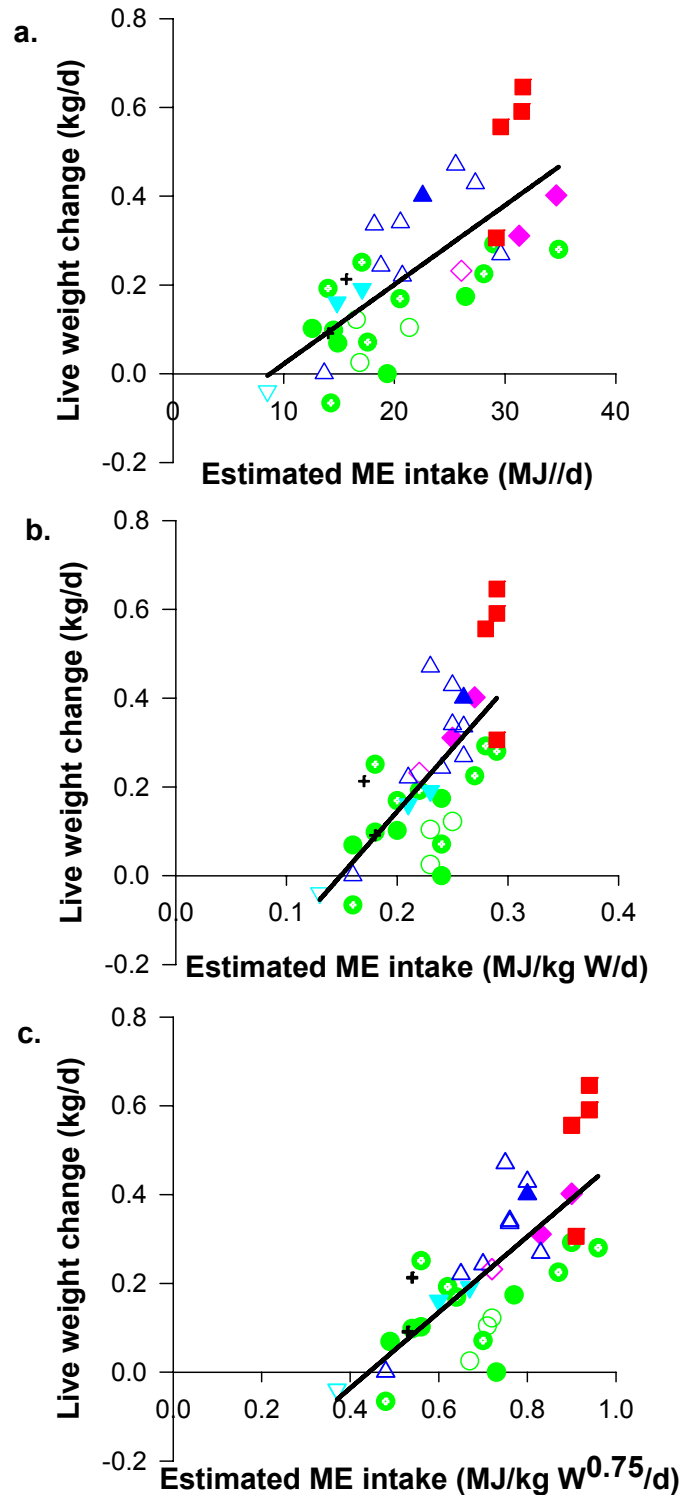 a.
Live weight change (kg/d)
0.8
0.6
0.4
0.2
0.0
-0.2
0 10 20 30 40
Estimated ME intake (MJ//d)
b.
Live weight change (kg/d)
0.8
0.6
0.4
0.2
0.0
-0.2
0.0 0.1 0.2 0.3 0.4
Estimated ME intake (MJ/kg W/d)
c.
Live weight change (kg/d)
0.8
0.6
0.4
0.2
0.0
-0.2
0.0 0.2 0.4 0.6 0.8 1.0
Estimated ME intake (MJ/kg W0.75/d)